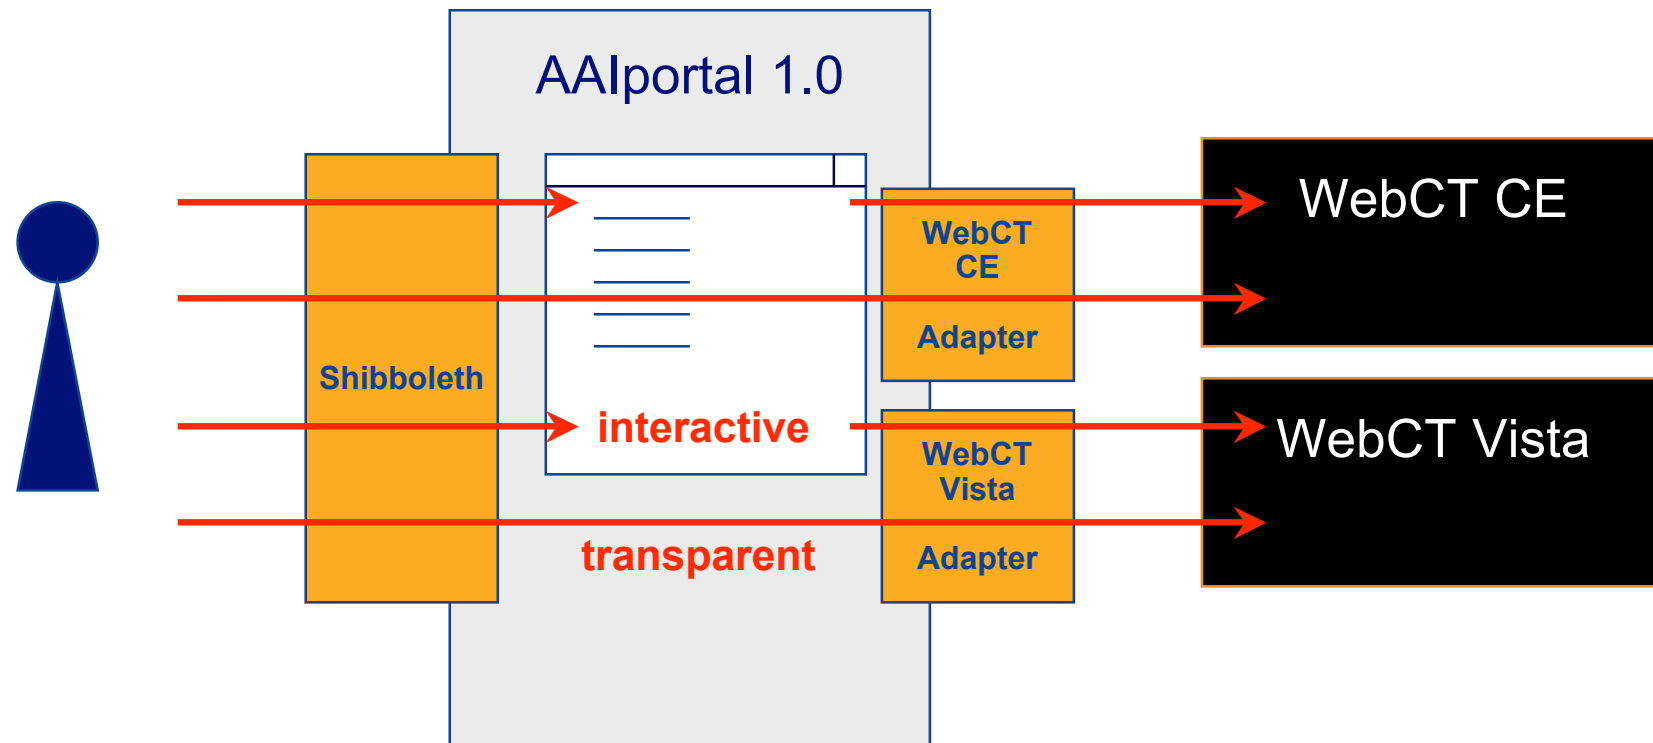 AAIportal 1.0
WebCT CE
WebCT
CE
Adapter
Shibboleth
interactive
WebCT Vista
WebCT
Vista
Adapter
transparent